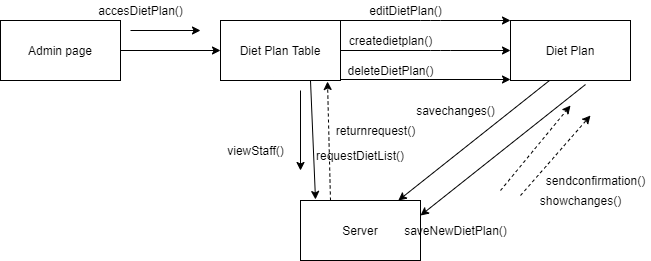 accesDietPlan()
editDietPlan()
Admin page
Diet Plan Table
createdietplan()
Diet Plan
deleteDietPlan()
savechanges()
returnrequest()
viewStaff()
requestDietList()
sendconfirmation()
showchanges()
Server
saveNewDietPlan()